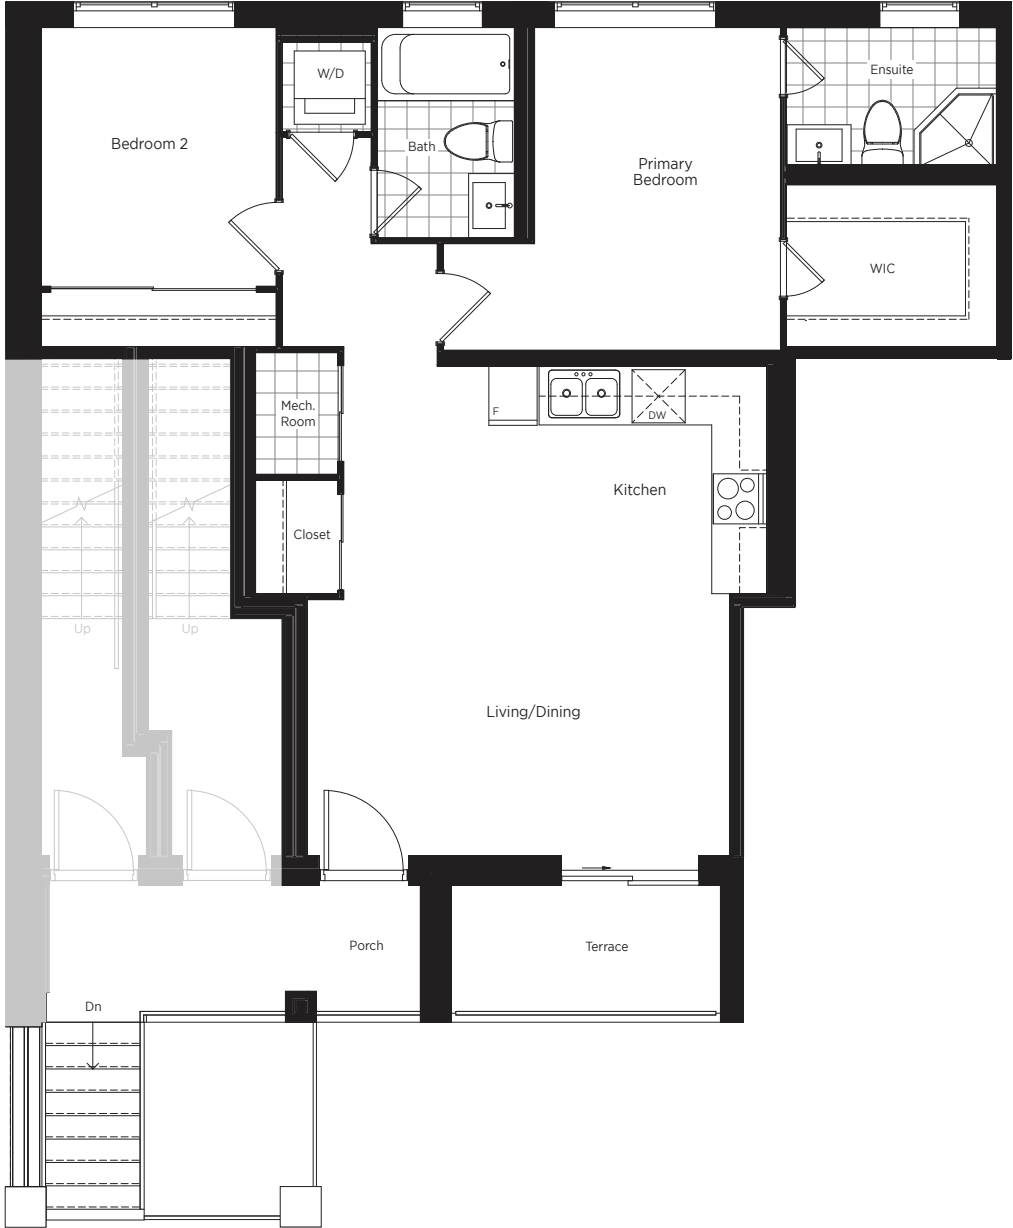 W/D
Ensuite
Bedroom 2
Bath
Primary
Bedroom
WIC
Mech.
Room
F
DW
Kitchen
Closet
Up
Up
Living/Dining
Porch
Terrace
Dn